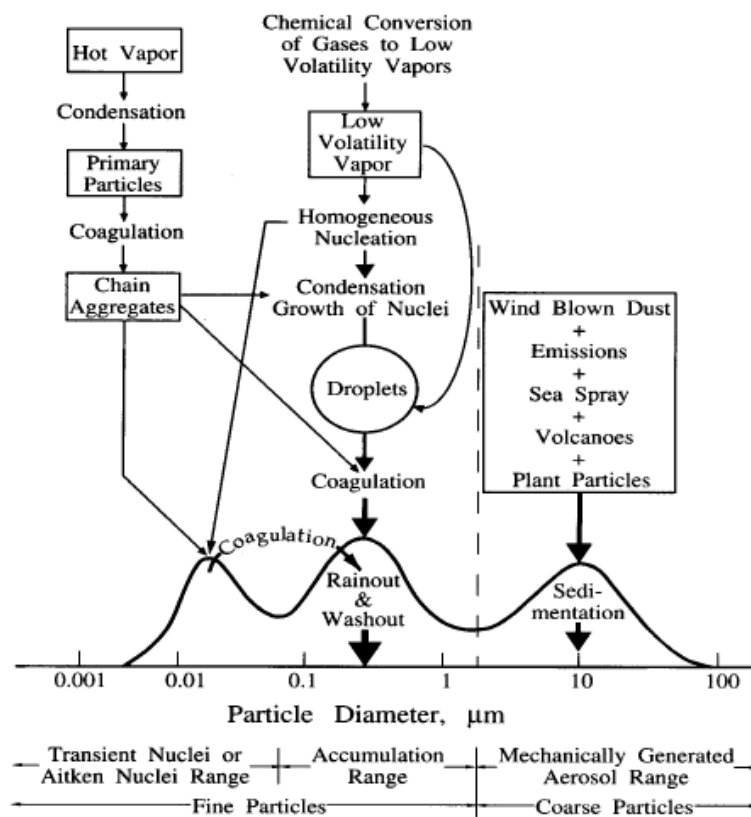 Hot Vapor
Condensation
Primary
Particles
Coagulation
Chain
Aggregates
Chemical Conversion
of Gases to Low
Volatility Vapors
Low
Volatility
Vapor
Homogeneous
Nucleation
Condensation
Growth of Nuclei
Droplets
Coagulation
Wind Blown Dust
+
Emissions
+
Sea Spray
+
Volcanoes
+
Plant Particles
Coagulation
Rainout
&
Washout
Sedi-
mentation
0.001 0.01 0.1 1 10 100
Particle Diameter, μm
Transient Nuclei or
Aitken Nuclei Range
Accumulation
Range
Mechanically Generated
Aerosol Range
Fine Particles
Coarse Particles